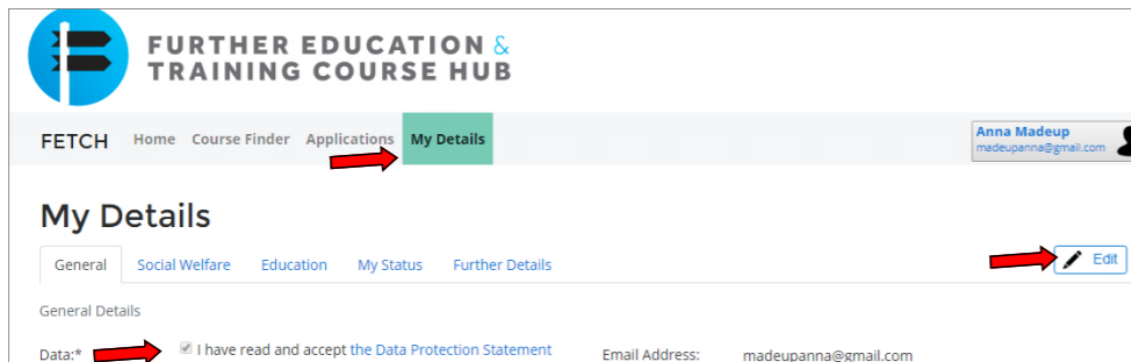 FURTHER EDUCATION &
TRAINING COURSE HUB
FETCH Home Course Finder Applications My Details
Anna Madeup
madeupanna@gmail.com
My Details
General Social Welfare Education My Status Further Details
Edit
General Details
Data:* I have read and accept the Data Protection Statement Email Address: madeupanna@gmail.com